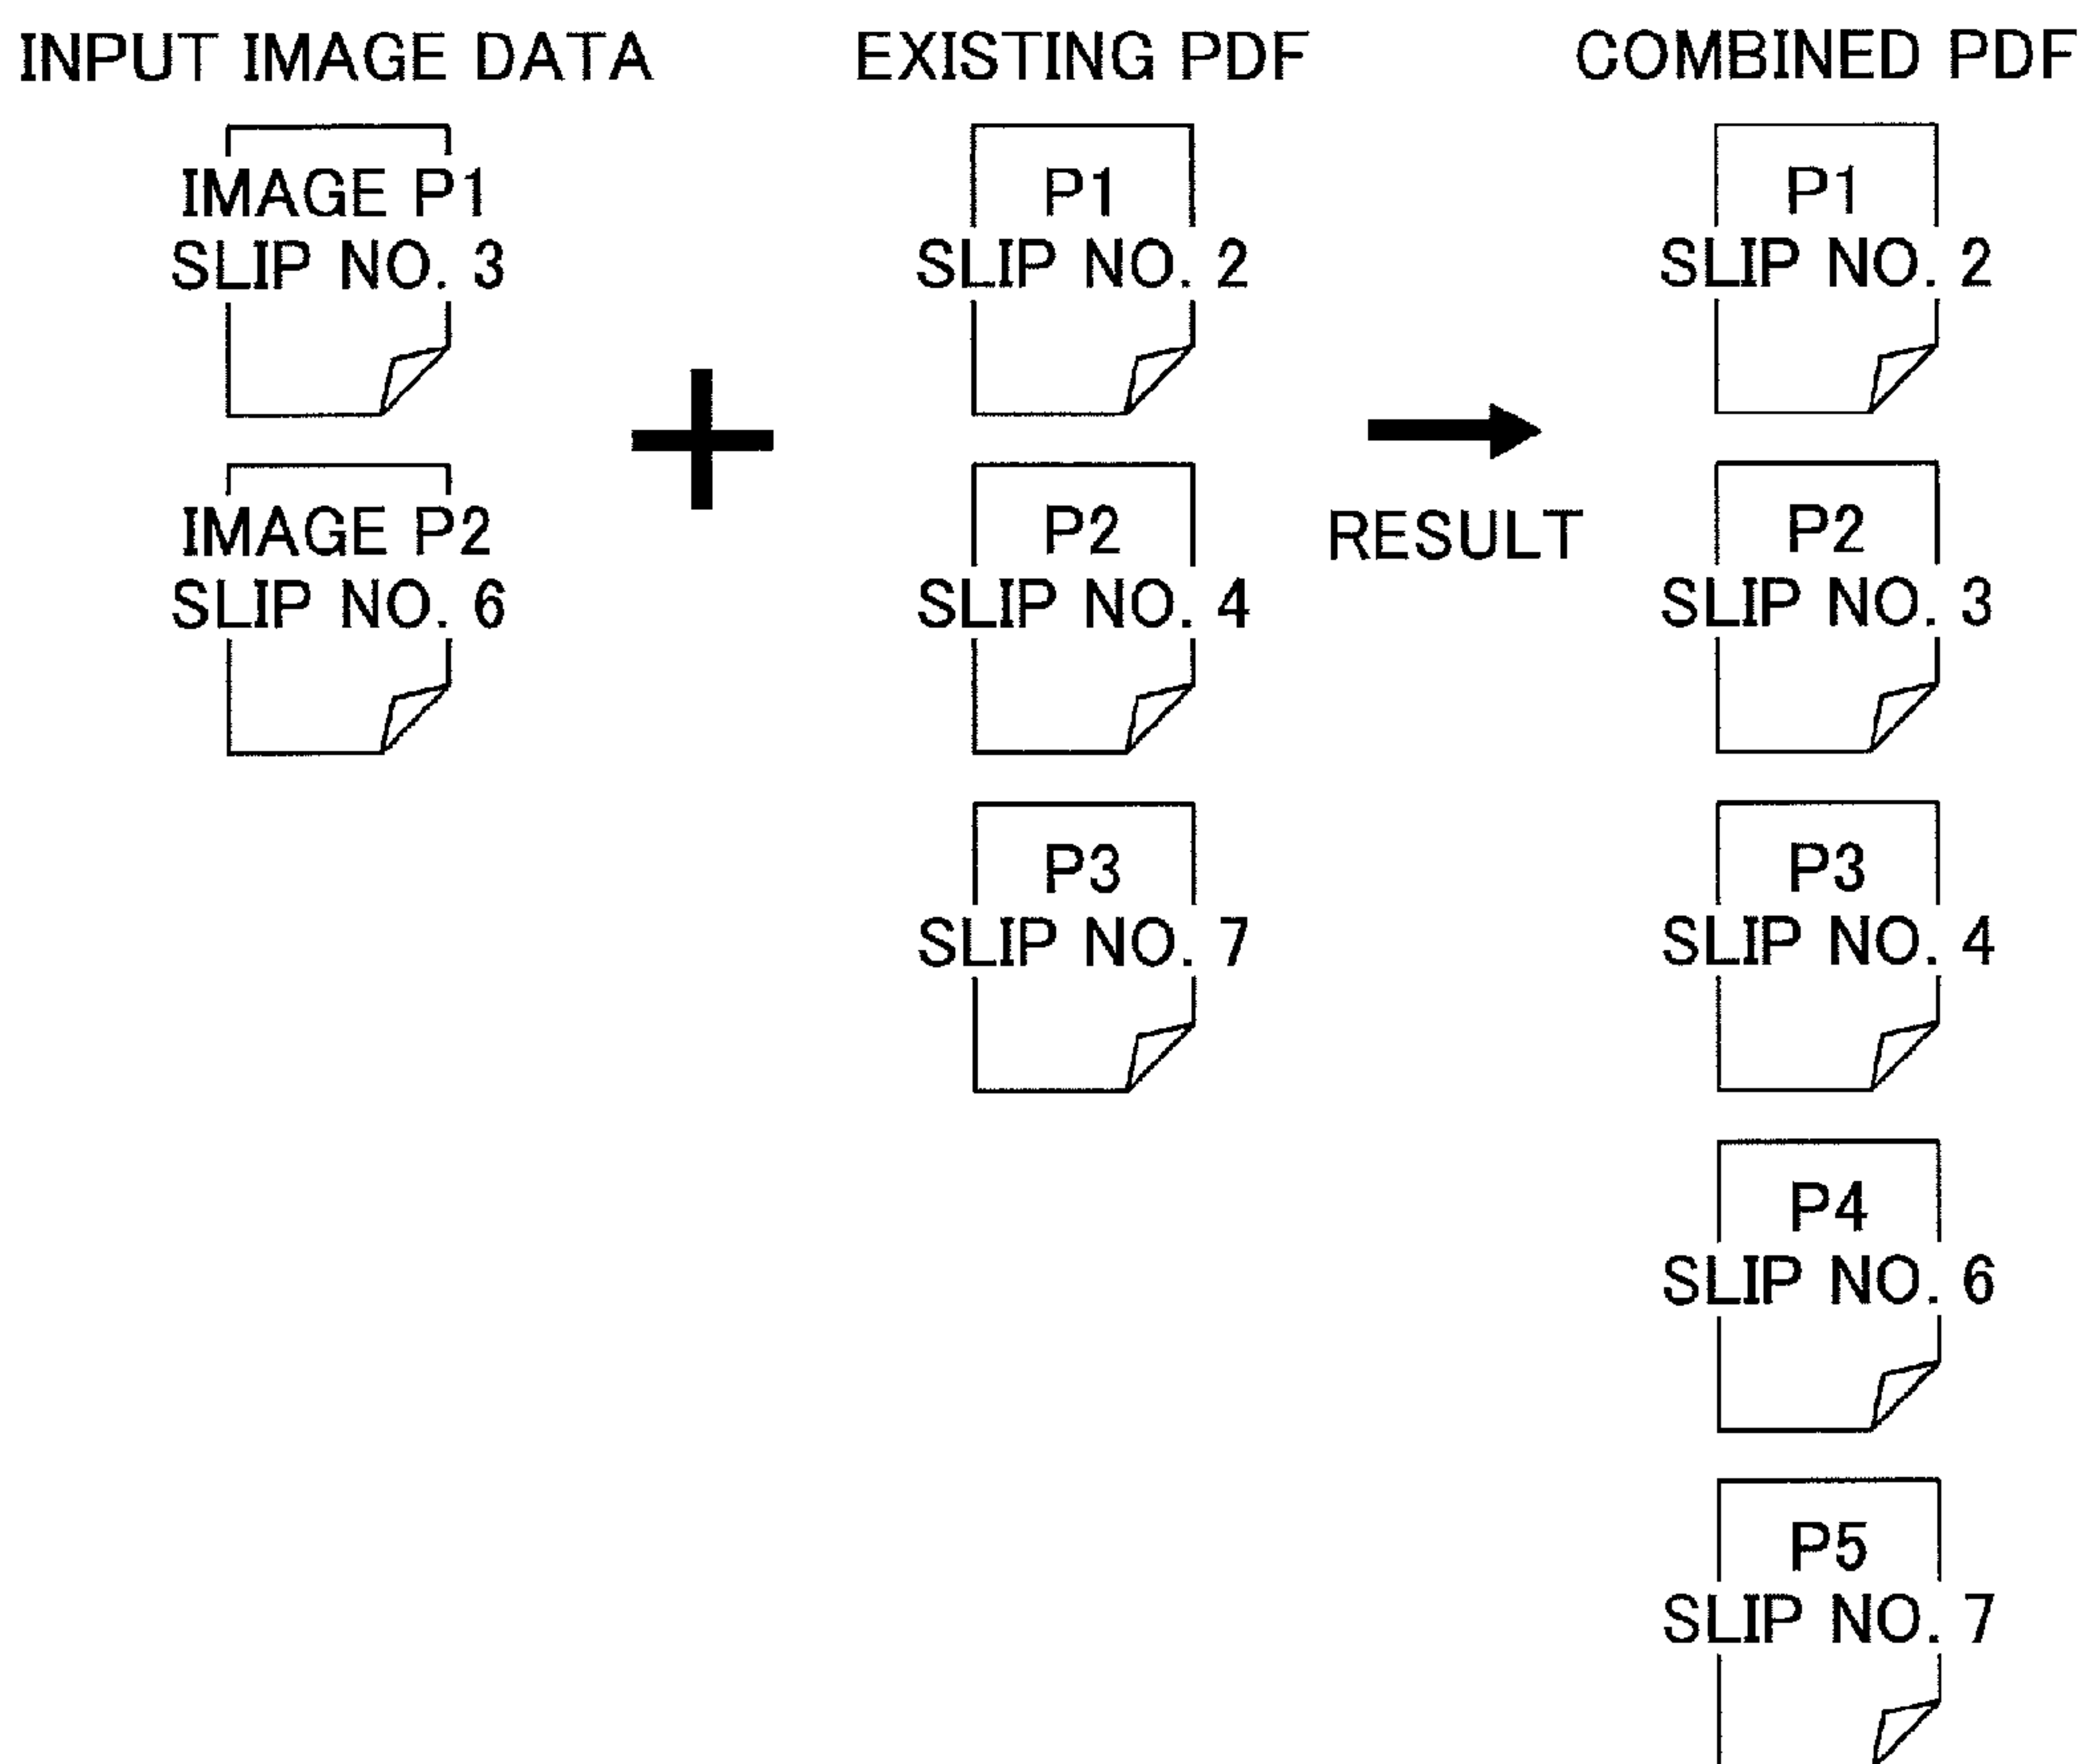 INPUT IMAGE DATA
IMAGE P1
SLIP NO. 3
IMAGE P2
SLIP NO. 6
EXISTING PDF
P1
SLIP NO. 2
P2
SLIP NO. 4
P3
SLIP NO. 7
RESULT
COMBINED PDF
P1
SLIP NO. 2
P2
SLIP NO. 3
P3
SLIP NO. 4
P4
SLIP NO. 6
P5
SLIP NO. 7